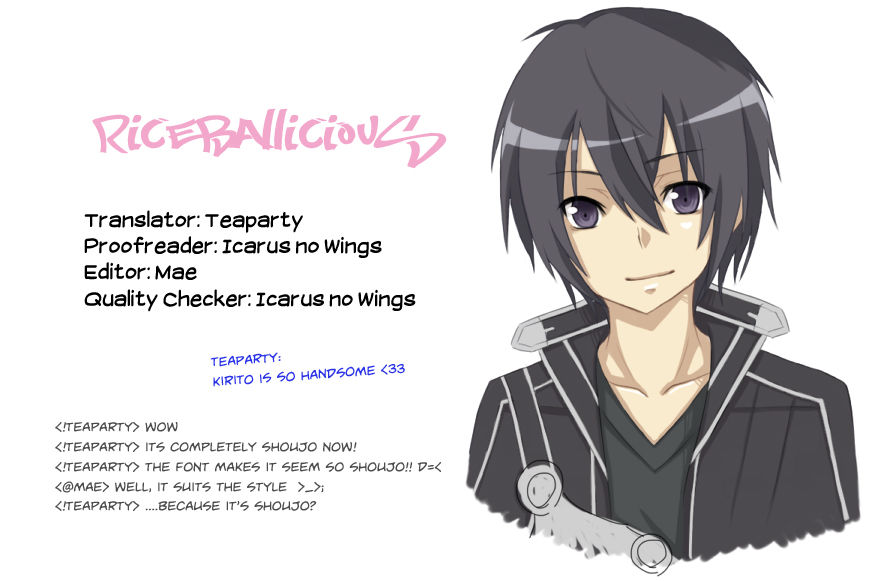 Riceballicious
Translator: Teaparty
Proofreader: Icarus no Wings
Editor: Mae
Quality Checker: Icarus no Wings
TEAPARTY:
KIRITO IS SO HANDSOME <33
<!TEAPARTY> WOW
<!TEAPARTY> ITS COMPLETELY SHOUJO NOW!
<!TEAPARTY> THE FONT MAKES IT SEEM SO SHOUJO!! D=<
<@MAE> WELL, IT SUITS THE STYLE >_>;
<!TEAPARTY> ....BECAUSE IT'S SHOUJO?